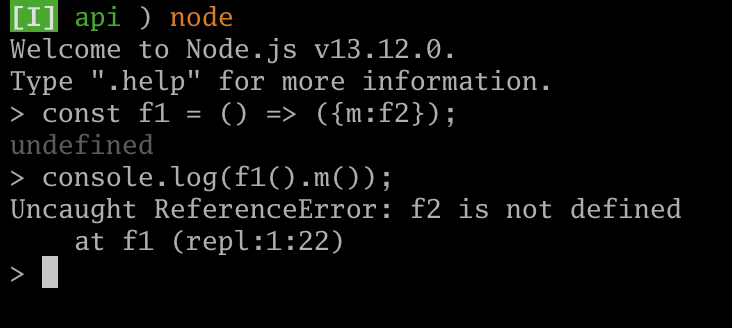 [I] api ) node
Welcome to Node.js v13.12.0.
Type ".help" for more information.
> const f1 = () => ({m:f2});
undefined
> console.log(f1().m());
Uncaught ReferenceError: f2 is not defined
    at f1 (repl:1:22)
>